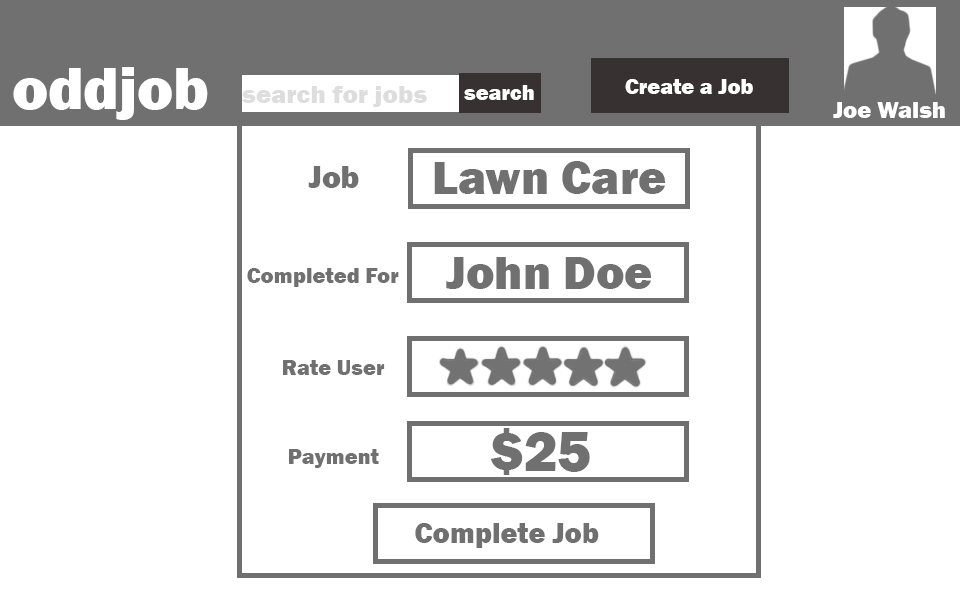 oddjob
search for jobs
search
Create a Job
Joe Walsh
Job
Lawn Care
Completed For
John Doe
Rate User
Payment
$25
Complete Job